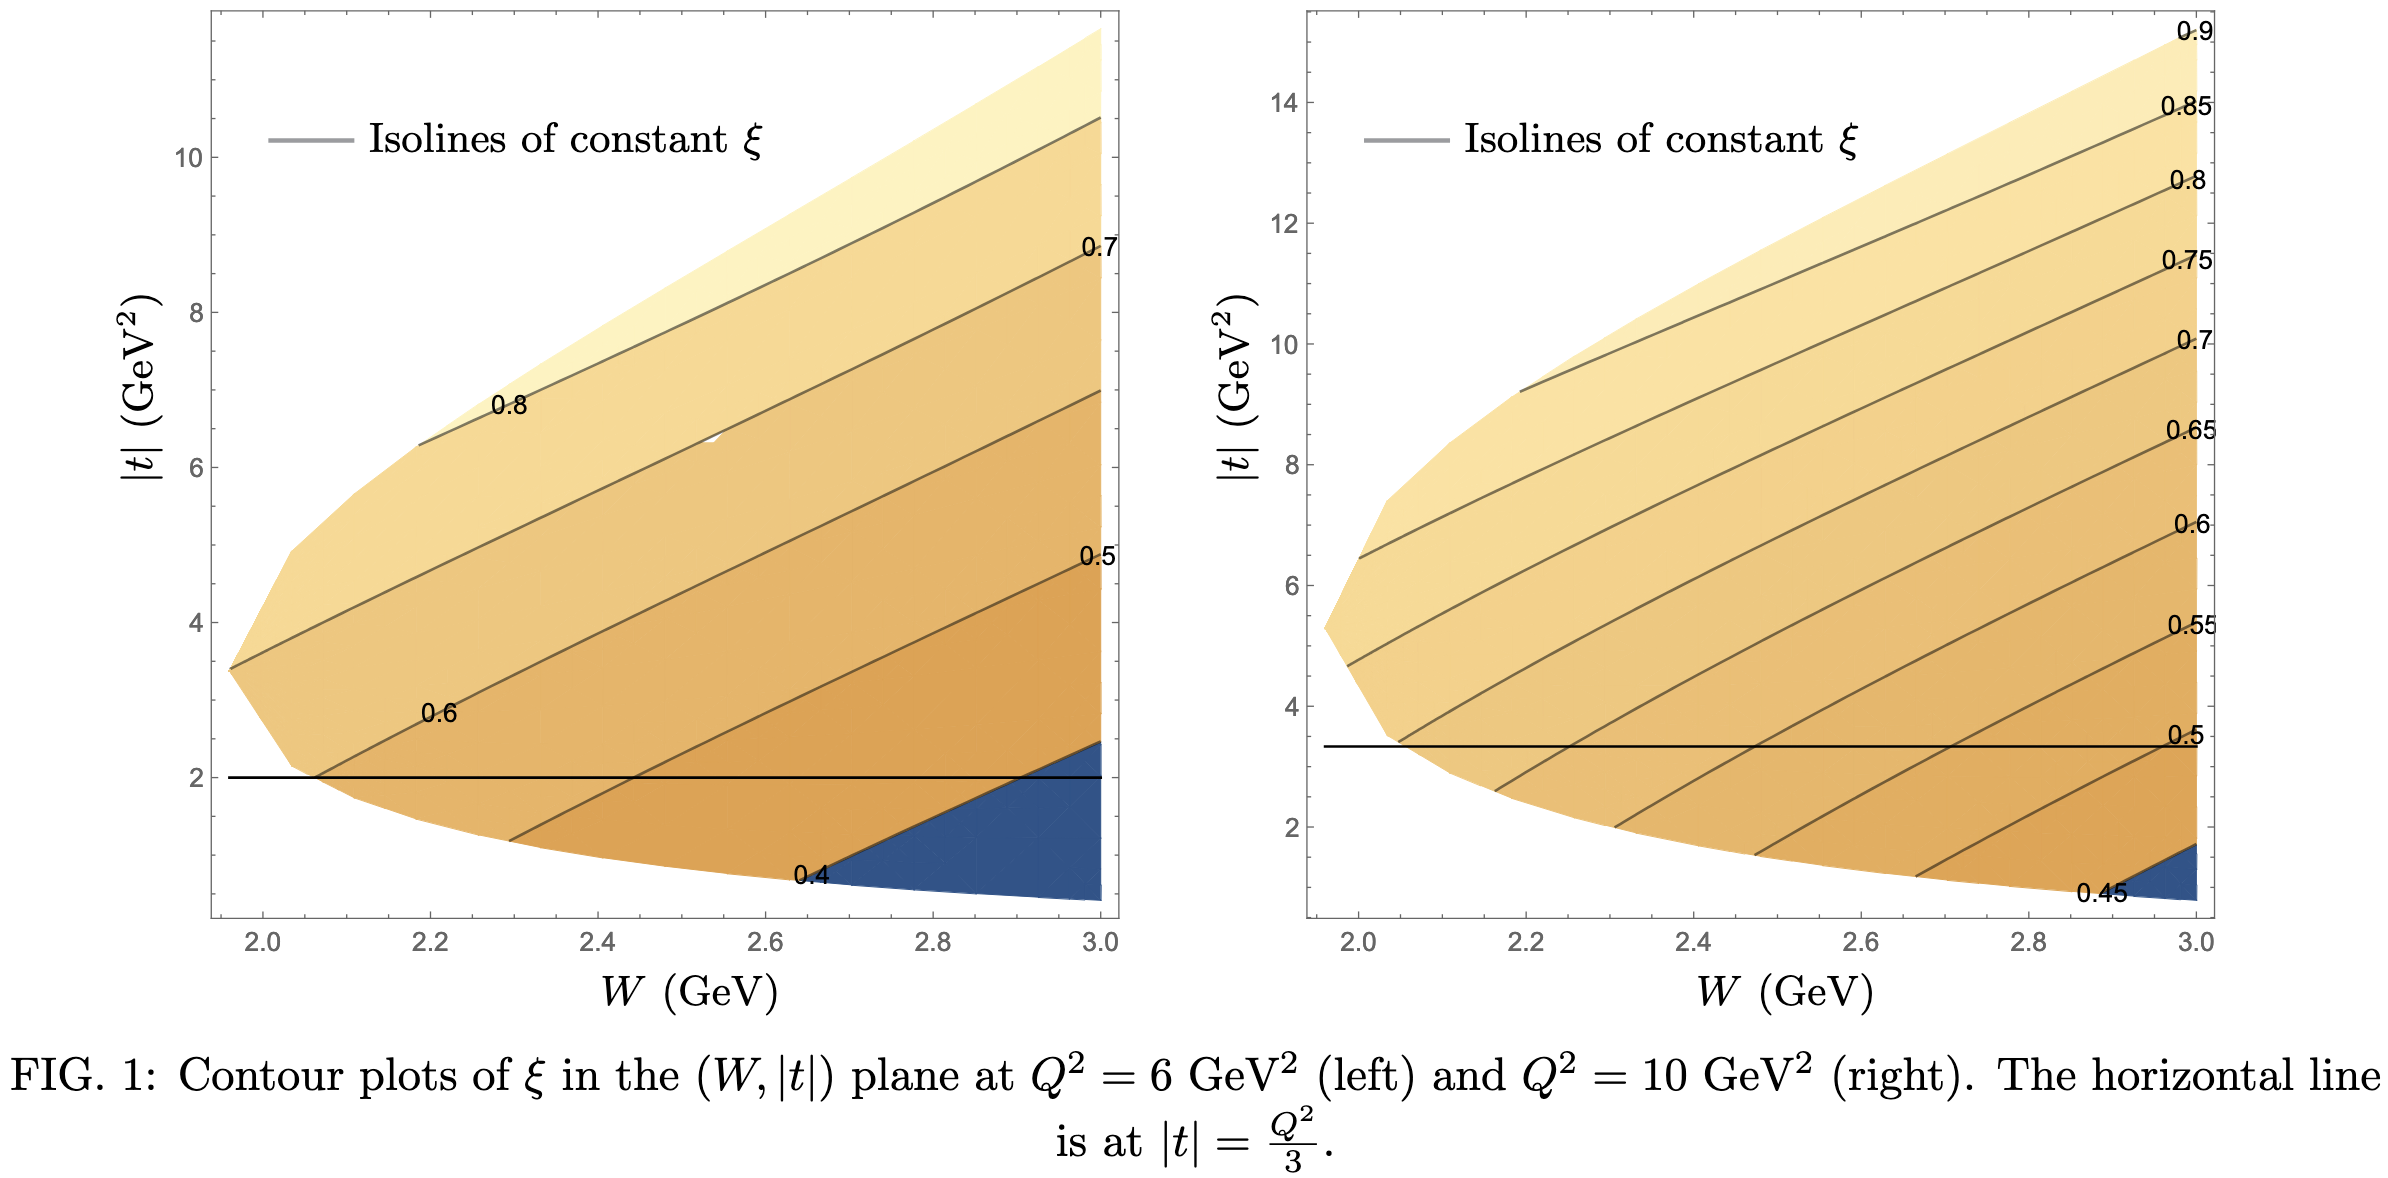 Isolines of constant ξ
0.8
0.7
0.6
0.5
0.4
10
8
6
4
2
|t| (GeV²)
2.0 2.2 2.4 2.6 2.8 3.0
W (GeV)
Isolines of constant ξ
0.9
0.85
0.8
0.75
0.7
0.65
0.6
0.55
0.5
0.45
14
12
10
8
6
4
2
|t| (GeV²)
2.0 2.2 2.4 2.6 2.8 3.0
W (GeV)
FIG. 1: Contour plots of ξ in the (W, |t|) plane at Q² = 6 GeV² (left) and Q² = 10 GeV² (right). The horizontal line
is at |t| = Q²/3.